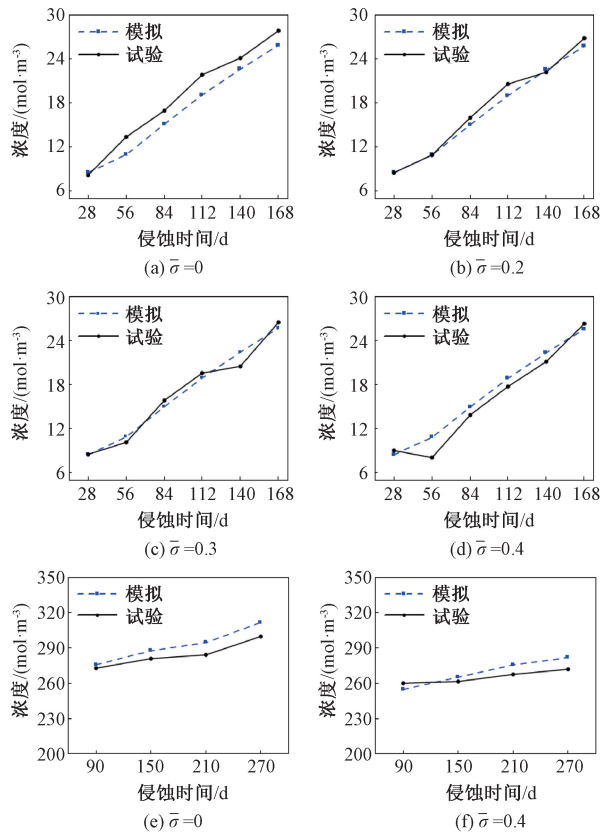 浓度/(mol·m⁻³)
30
24
18
12
6
模拟
试验
28 56 84 112 140 168
侵蚀时间/d
(a) σ̅=0
浓度/(mol·m⁻³)
30
24
18
12
6
模拟
试验
28 56 84 112 140 168
侵蚀时间/d
(b) σ̅=0.2
浓度/(mol·m⁻³)
30
24
18
12
6
模拟
试验
28 56 84 112 140 168
侵蚀时间/d
(c) σ̅=0.3
浓度/(mol·m⁻³)
30
24
18
12
6
模拟
试验
28 56 84 112 140 168
侵蚀时间/d
(d) σ̅=0.4
浓度/(mol·m⁻³)
350
320
290
260
230
200
模拟
试验
90 150 210 270
侵蚀时间/d
(e) σ̅=0
浓度/(mol·m⁻³)
350
320
290
260
230
200
模拟
试验
90 150 210 270
侵蚀时间/d
(f) σ̅=0.4